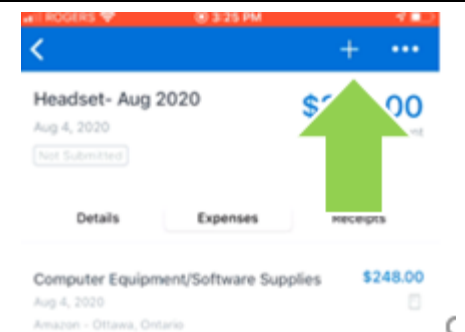 ROGERS 3:25 PM
Headset- Aug 2020
Aug 4, 2020
Not Submitted
Details Expenses Receipts
Computer Equipment/Software Supplies $248.00
Aug 4, 2020
Amazon - Ottawa, Ontario